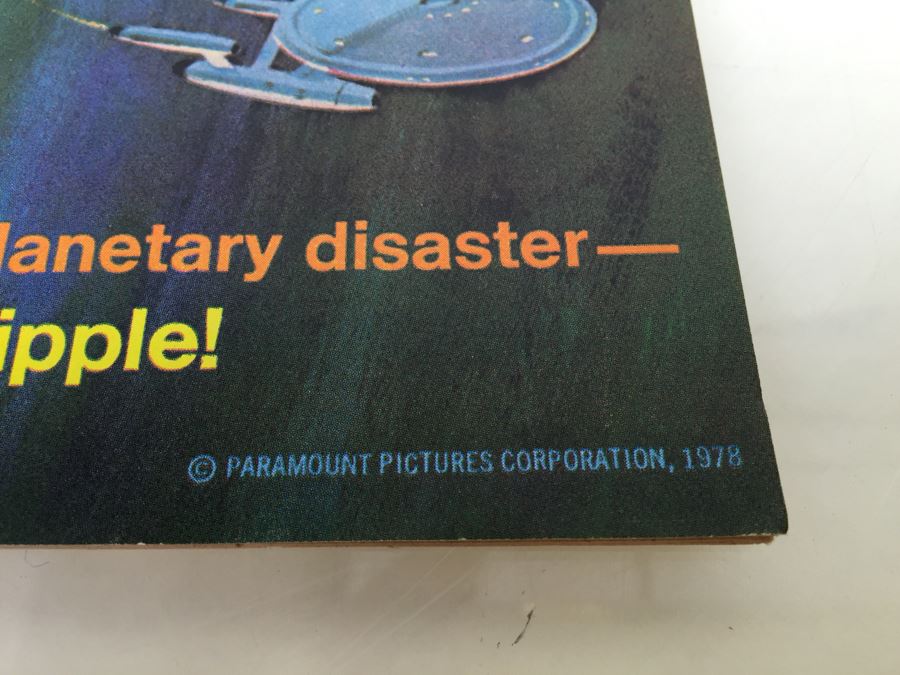 lanetary disaster—
ipple!
© PARAMOUNT PICTURES CORPORATION, 1978